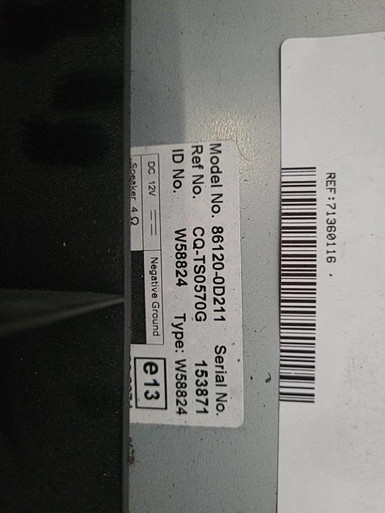 REF:71360116 .
Model No. 86120-0D211 Serial No.
Ref No. CQ-TS0570G 153871
ID No. W58824 Type: W58824
DC 12V Negative Ground
e13
Speaker 4 Ω